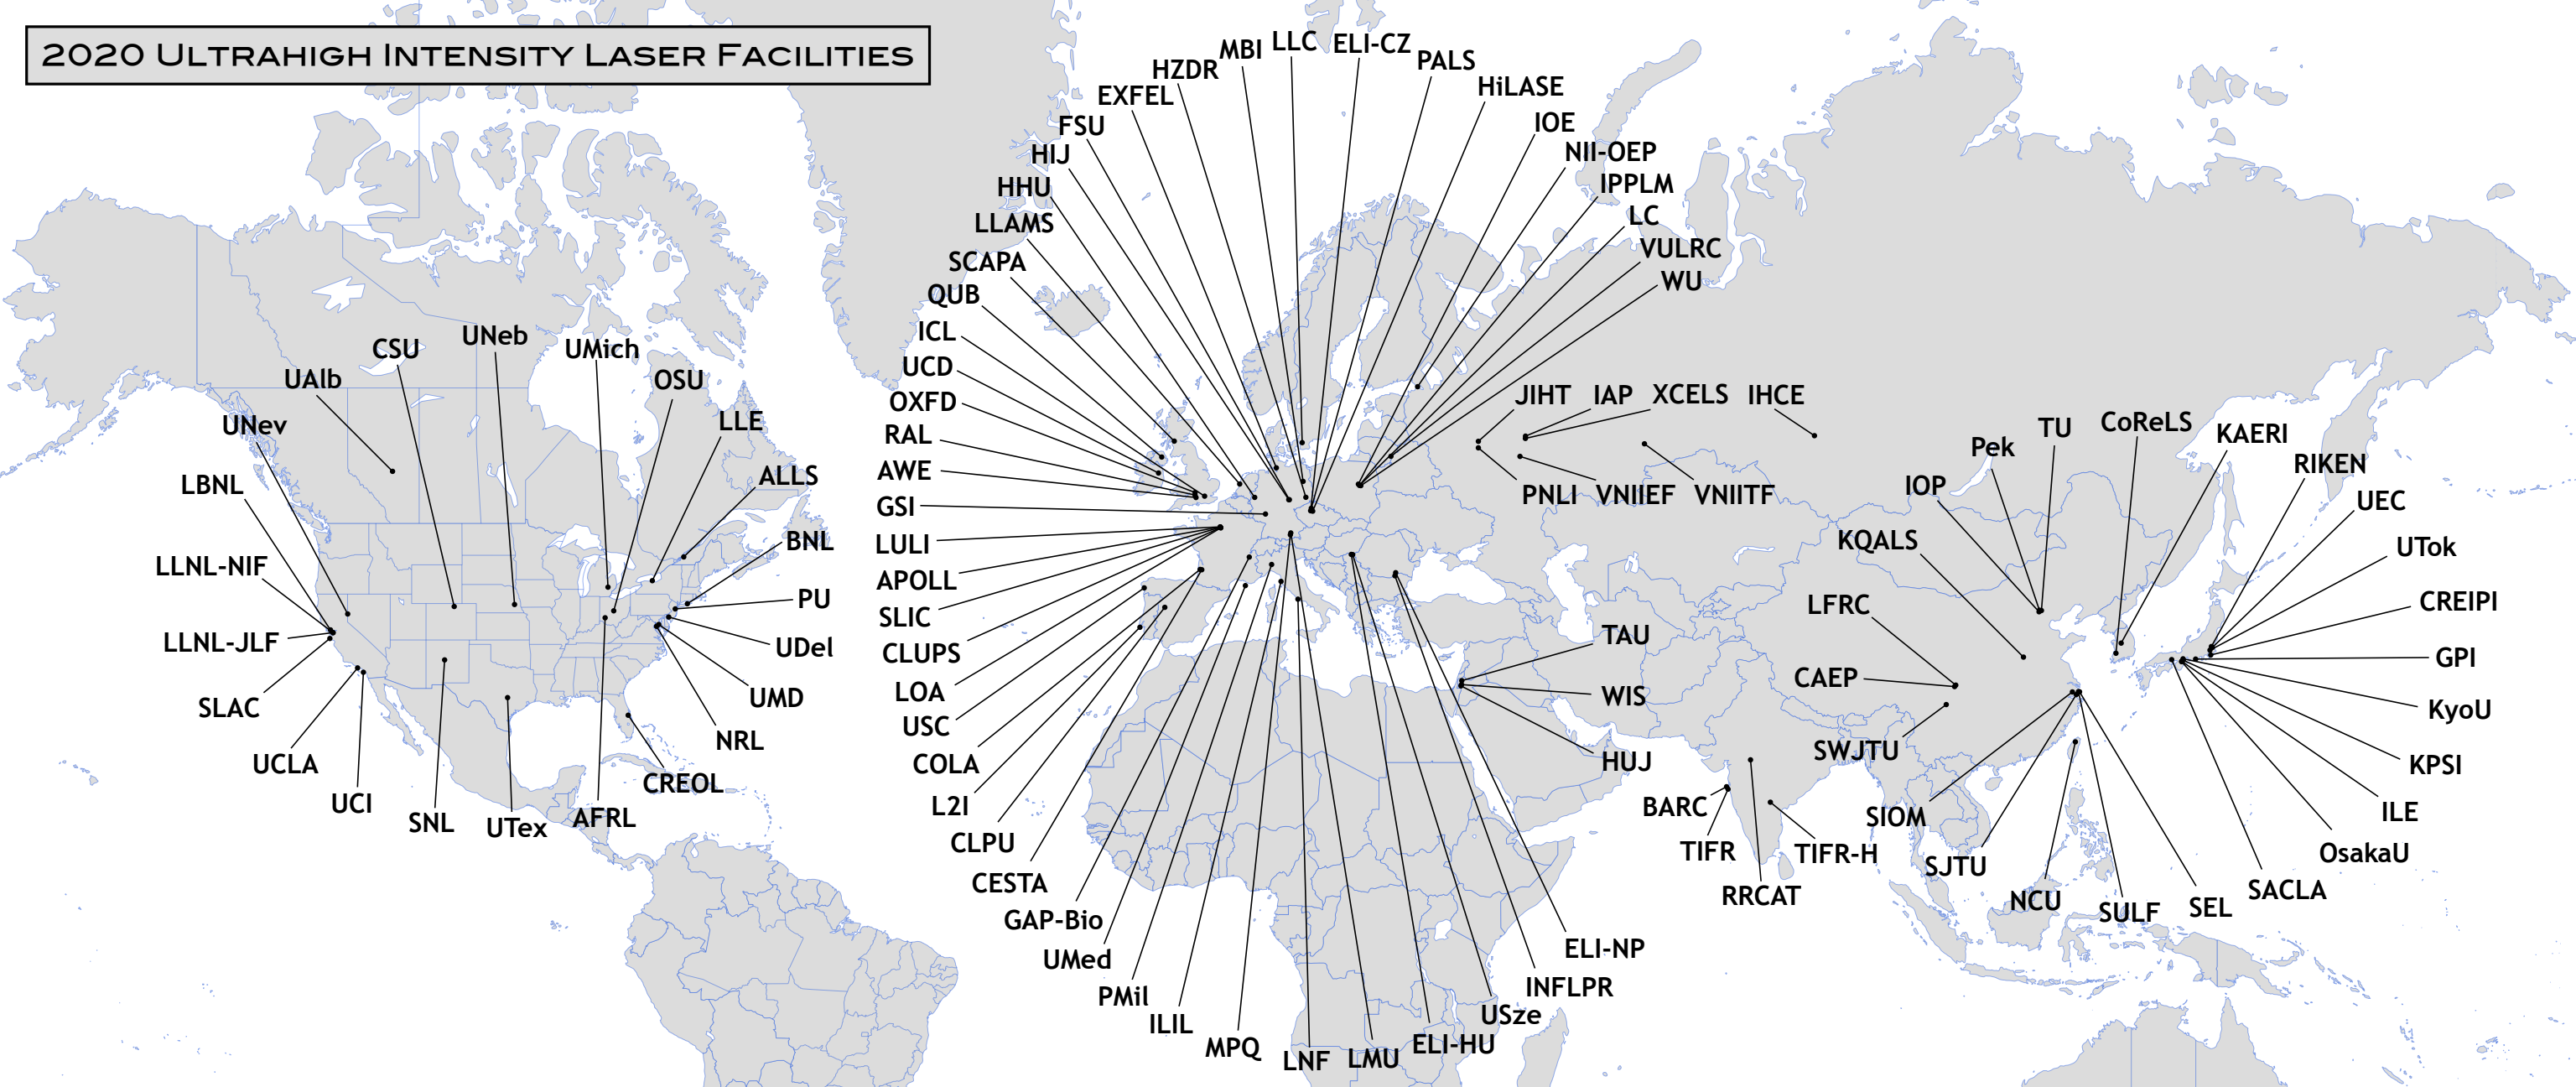 2020 ULTRAHIGH INTENSITY LASER FACILITIES
UAlb
CSU
UNeb
UMich
OSU
LLE
ALLS
BNL
PU
UDel
UMD
NRL
CREOL
AFRL
UTex
SNL
UCI
UCLA
SLAC
LLNL-JLF
LLNL-NIF
LBNL
UNev
LLC
ELI-CZ
MBI
PALS
HZDR
HiLASE
EXFEL
IOE
FSU
NII-OEP
HIJ
IPPLM
HHU
LC
LLAMS
VULRC
SCAPA
WU
QUB
ICL
UCD
OXFD
RAL
AWE
GSI
LULI
APOLL
SLIC
CLUPS
LOA
USC
COLA
L2I
CLPU
CESTA
GAP-Bio
UMed
PMil
ILIL
MPQ
LNF
LMU
ELI-HU
USze
INFLPR
ELI-NP
JIHT
IAP
XCELS
IHCE
PNLI
VNIIEF
VNIITF
TAU
WIS
HUJ
BARC
TIFR
RRCAT
TIFR-H
KQALS
IOP
Pek
TU
CoReLS
KAERI
RIKEN
UEC
UTok
CREIPI
GPI
KyoU
KPSI
ILE
OsakaU
SACLA
SEL
SULF
NCU
SJTU
SIOM
SWJTU
CAEP
LFRC